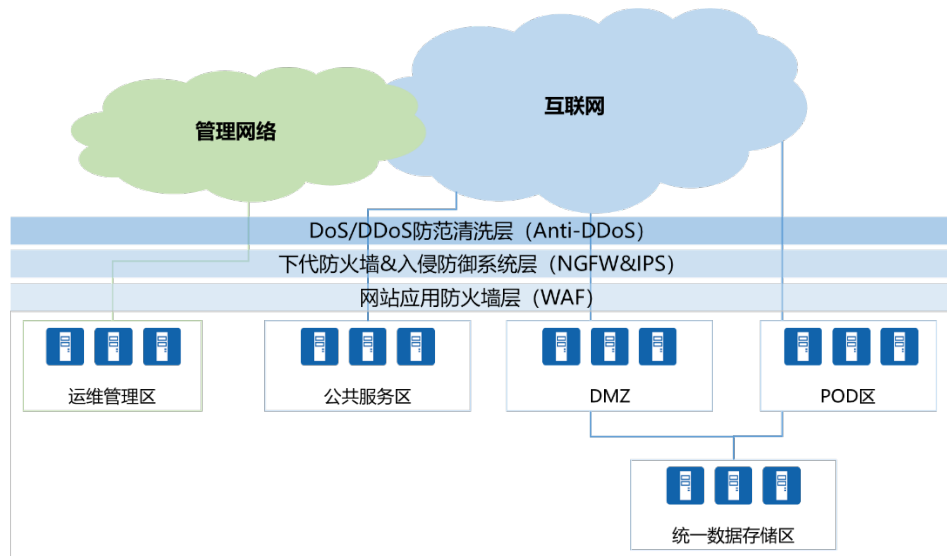 互联网
管理网络
DoS/DDoS防范清洗层（Anti-DDoS）
下代防火墙&入侵防御系统层（NGFW&IPS）
网站应用防火墙层（WAF）
运维管理区
公共服务区
DMZ
POD区
统一数据存储区